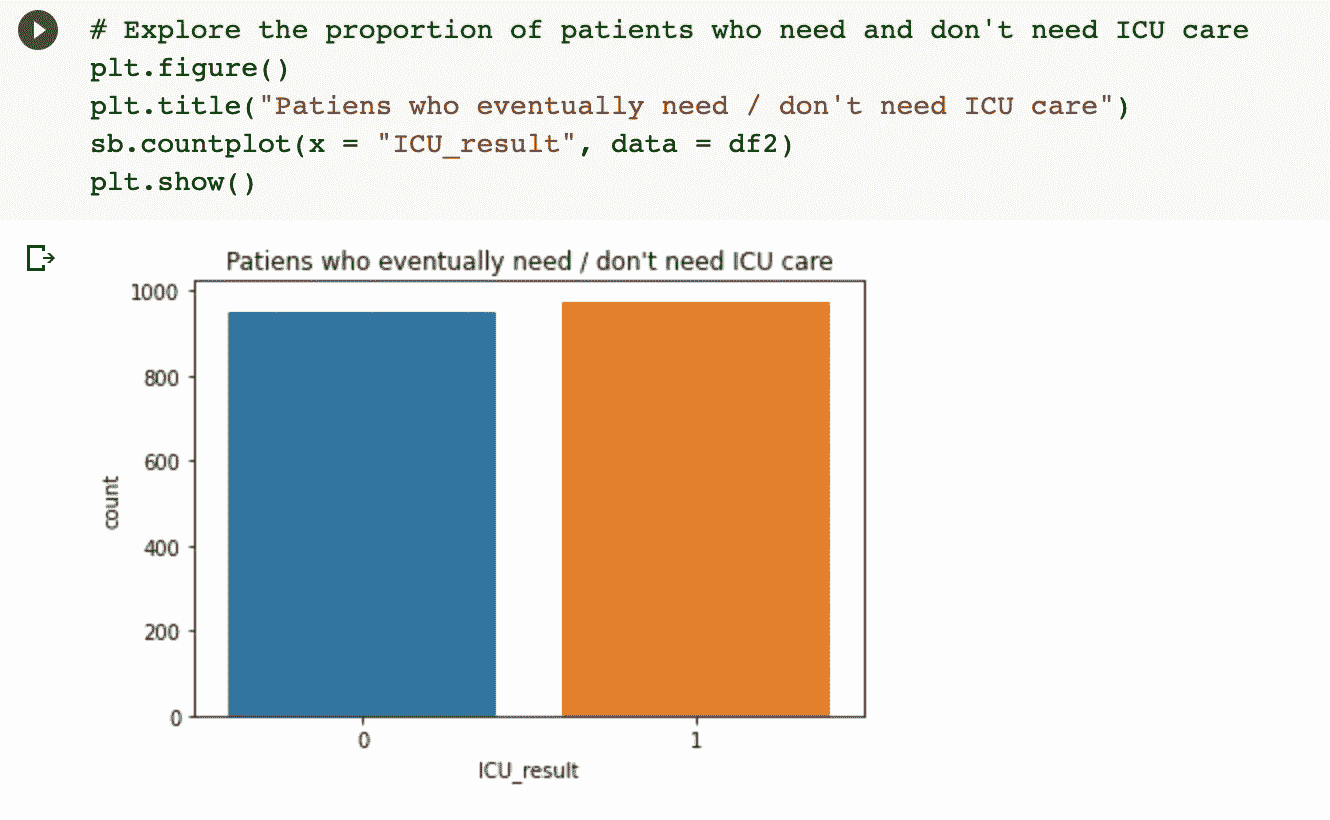 # Explore the proportion of patients who need and don't need ICU care
plt.figure()
plt.title("Patiens who eventually need / don't need ICU care")
sb.countplot(x = "ICU_result", data = df2)
plt.show()
Patiens who eventually need / don't need ICU care
1000
800
600
400
200
0
count
0 1
ICU_result